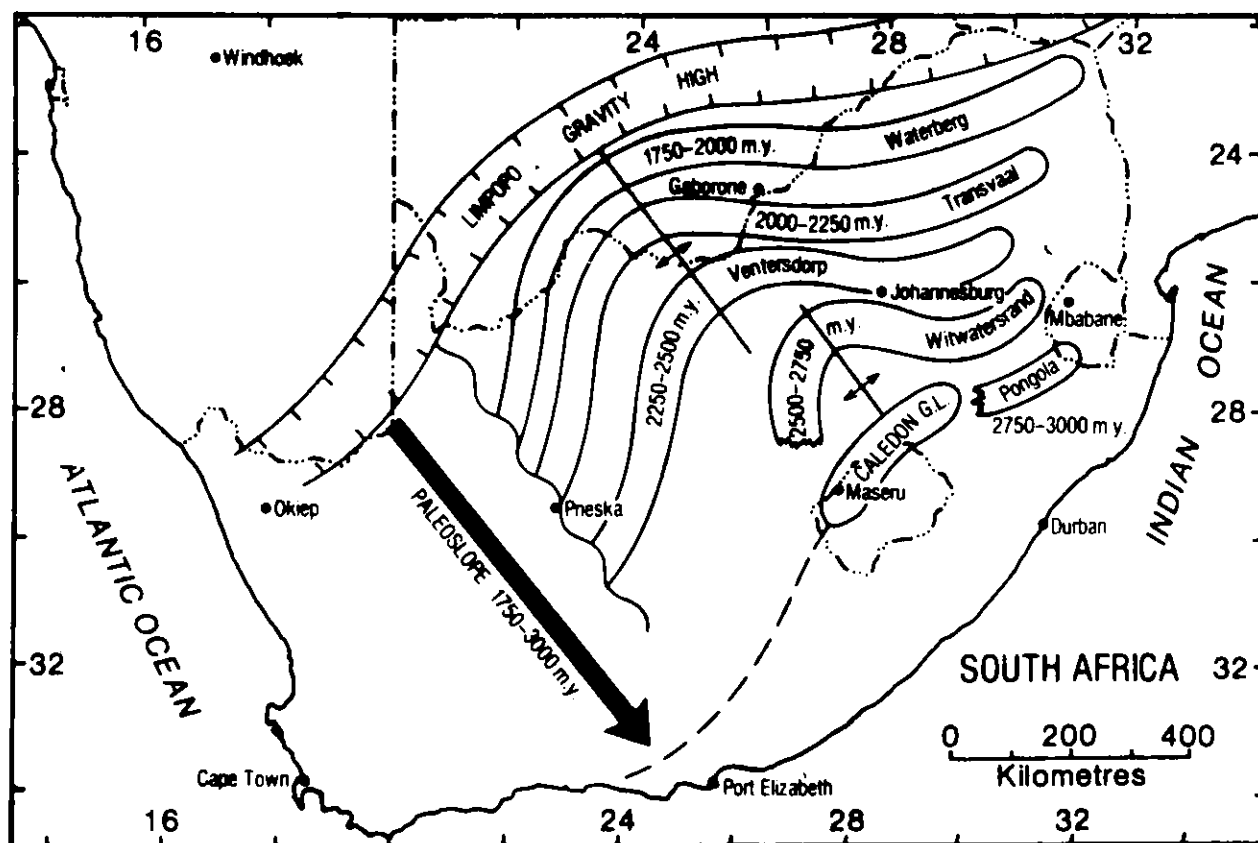 16
24
28
32
Windhoek
LIMPOPO GRAVITY HIGH
1750-2000 m.y.
Waterberg
24
Gaborone
Transvaal
2000-2250 m.y.
Ventersdorp
Johannesburg
Mbabane
Witwatersrand
2250-2500 m.y.
2500-2750 m.y.
Pongola
2750-3000 m.y.
28
28
CALEDON G.L.
Maseru
Okiep
Prieska
Durban
PALEOSLOPE 1750-3000 m.y
ATLANTIC OCEAN
INDIAN OCEAN
32
SOUTH AFRICA
32
0 200 400
Kilometres
Cape Town
Port Elizabeth
16
24
28
32